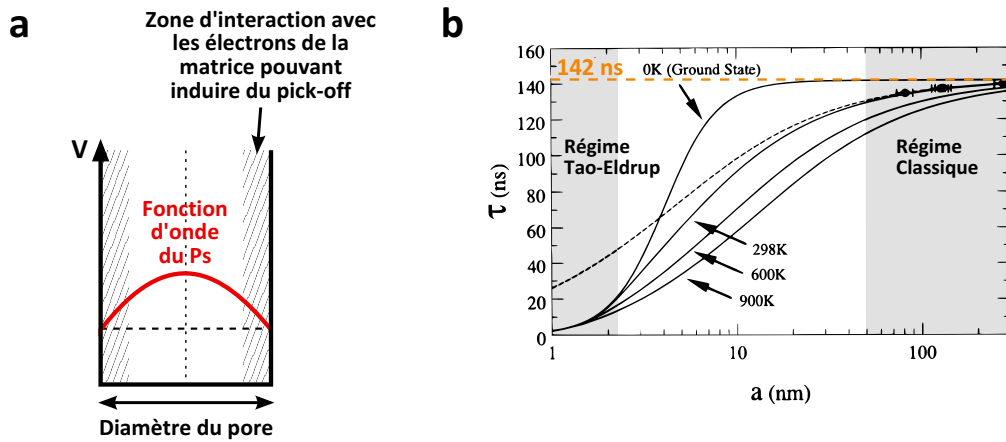 a
Zone d'interaction avec
les électrons de la
matrice pouvant
induire du pick-off
V
Fonction
d'onde
du Ps
Diamètre du pore
b
160
140
120
100
80
60
40
20
0
τ (ns)
142 ns
0K (Ground State)
Régime
Tao-Eldrup
Régime
Classique
298K
600K
900K
1
10
100
a (nm)